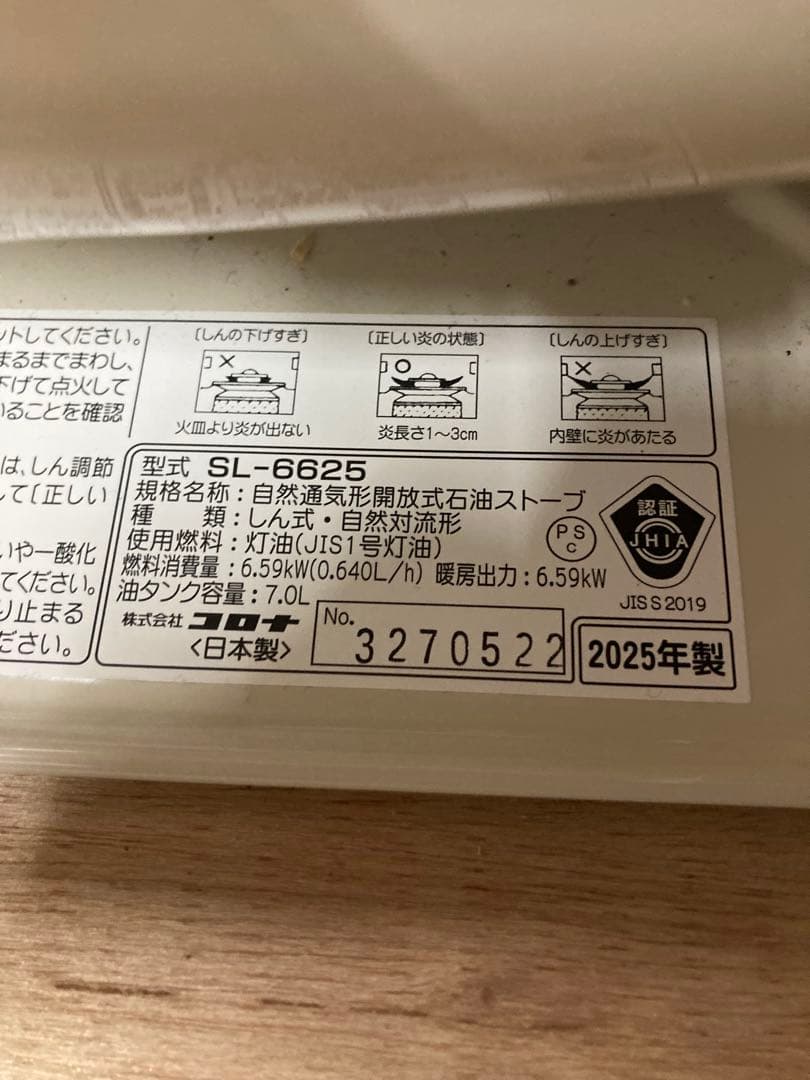 ットしてください。
まるまでまわし、
下げて点火して
いることを確認
〔しんの下げすぎ〕
火皿より炎が出ない
〔正しい炎の状態〕
炎長さ1～3cm
〔しんの上げすぎ〕
内壁に炎があたる
は、しん調節
して〔正しい
いや一酸化
てください。
り止まる
ださい。
型式 SL-6625
規格名称：自然通気形開放式石油ストーブ
種　類：しん式・自然対流形
使用燃料：灯油(JIS1号灯油)
燃料消費量：6.59kW(0.640L/h) 暖房出力：6.59kW
油タンク容量：7.0L
株式会社 コロナ
〈日本製〉
No.
3270522
PS
C
認証
JHIA
JIS S 2019
2025年製